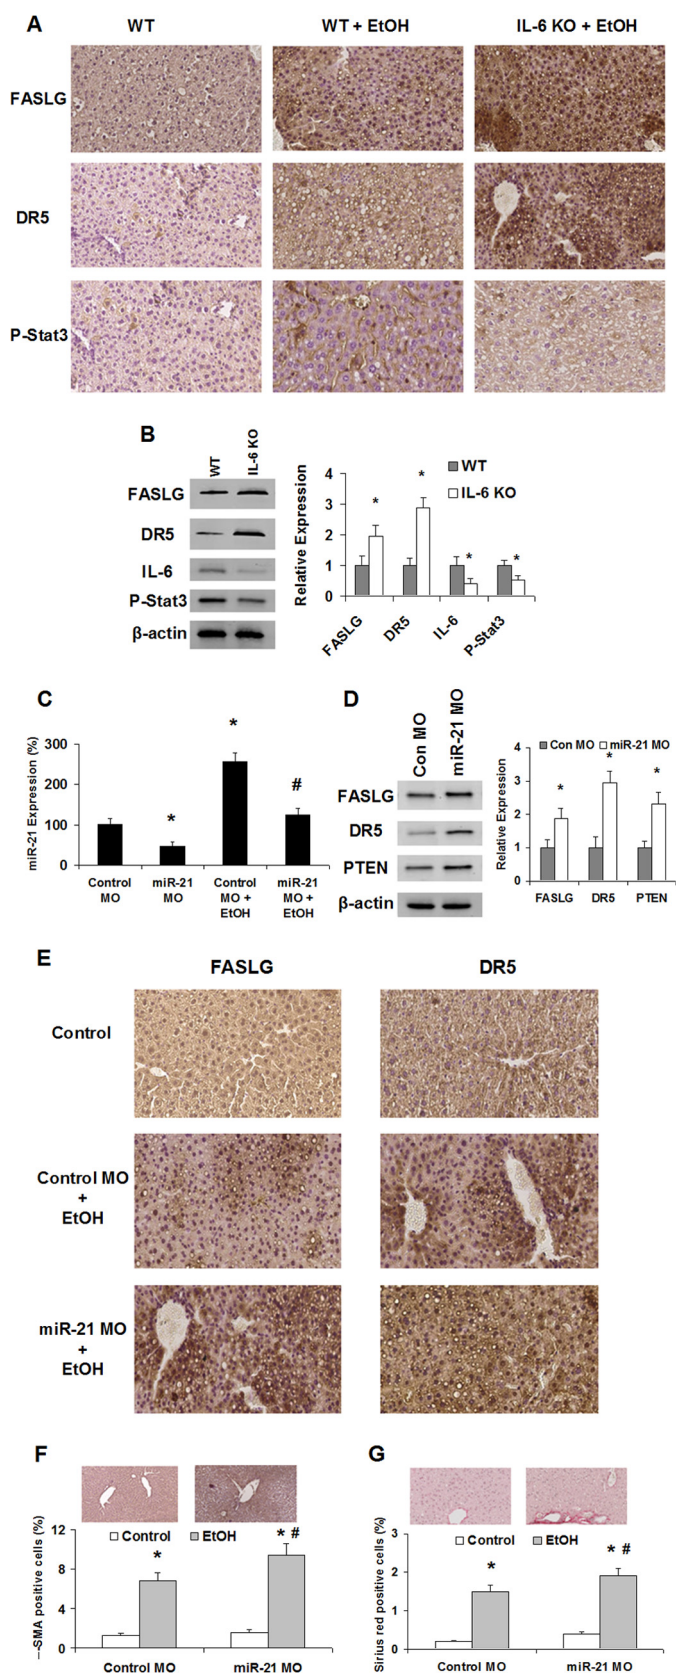 A
WT
WT + EtOH
IL-6 KO + EtOH
FASLG
DR5
P-Stat3
B
WT
IL-6 KO
FASLG
DR5
IL-6
P-Stat3
β-actin
Relative Expression
4
3
2
1
0
WT
IL-6 KO
*
*
*
*
FASLG
DR5
IL-6
P-Stat3
C
miR-21 Expression (%)
300
200
100
0
*
*
#
Control
MO
miR-21
MO
Control
MO +
EtOH
miR-21
MO +
EtOH
D
Con MO
miR-21 MO
FASLG
DR5
PTEN
β-actin
Relative Expression
4
3
2
1
0
Con MO
miR-21 MO
*
*
*
FASLG
DR5
PTEN
E
FASLG
DR5
Control
Control MO
+
EtOH
miR-21 MO
+
EtOH
F
—-SMA positive cells (%)
12
8
4
0
Control
EtOH
*
* #
Control MO
miR-21 MO
G
Sirius red positive cells (%)
3
2
1
0
Control
EtOH
*
* #
Control MO
miR-21 MO